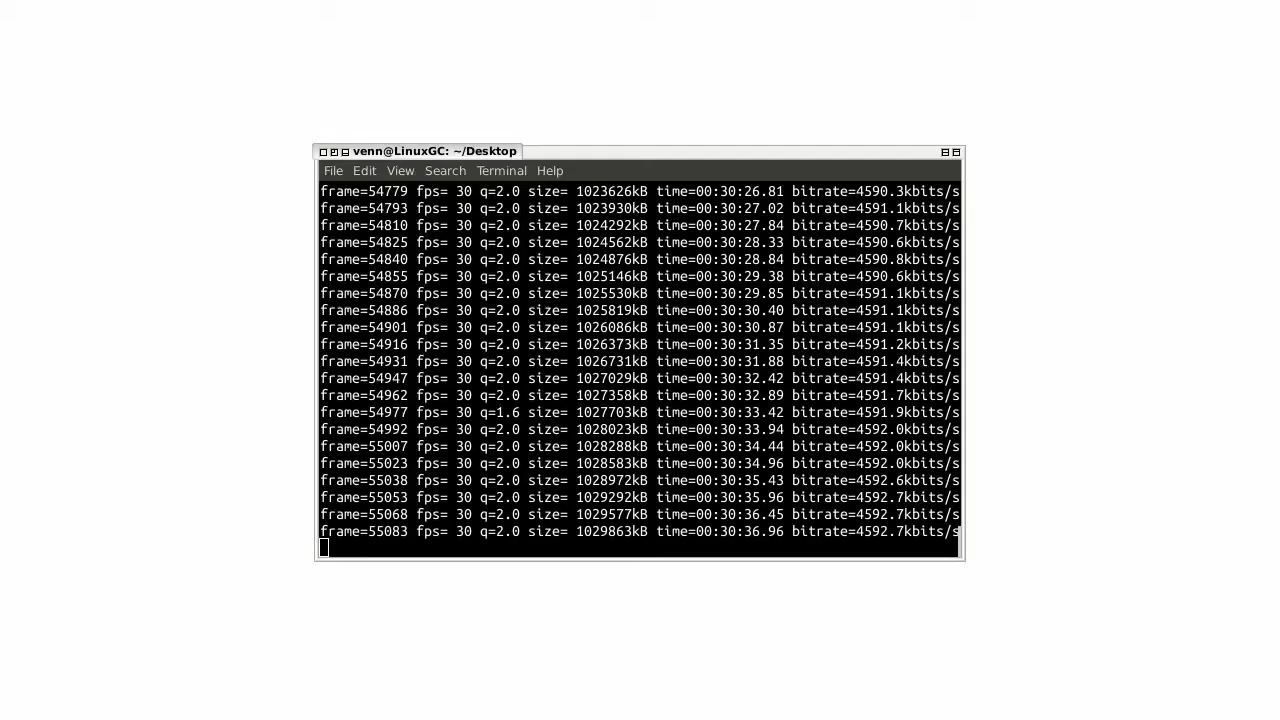 venn@LinuxGC: ~/Desktop
File Edit View Search Terminal Help
frame=54779 fps= 30 q=2.0 size= 1023626kB time=00:30:26.81 bitrate=4590.3kbits/s
frame=54793 fps= 30 q=2.0 size= 1023930kB time=00:30:27.02 bitrate=4591.1kbits/s
frame=54810 fps= 30 q=2.0 size= 1024292kB time=00:30:27.84 bitrate=4590.7kbits/s
frame=54825 fps= 30 q=2.0 size= 1024562kB time=00:30:28.33 bitrate=4590.6kbits/s
frame=54840 fps= 30 q=2.0 size= 1024876kB time=00:30:28.84 bitrate=4590.8kbits/s
frame=54855 fps= 30 q=2.0 size= 1025146kB time=00:30:29.38 bitrate=4590.6kbits/s
frame=54870 fps= 30 q=2.0 size= 1025530kB time=00:30:29.85 bitrate=4591.1kbits/s
frame=54886 fps= 30 q=2.0 size= 1025819kB time=00:30:30.40 bitrate=4591.1kbits/s
frame=54901 fps= 30 q=2.0 size= 1026086kB time=00:30:30.87 bitrate=4591.1kbits/s
frame=54916 fps= 30 q=2.0 size= 1026373kB time=00:30:31.35 bitrate=4591.2kbits/s
frame=54931 fps= 30 q=2.0 size= 1026731kB time=00:30:31.88 bitrate=4591.4kbits/s
frame=54947 fps= 30 q=2.0 size= 1027029kB time=00:30:32.42 bitrate=4591.4kbits/s
frame=54962 fps= 30 q=2.0 size= 1027358kB time=00:30:32.89 bitrate=4591.7kbits/s
frame=54977 fps= 30 q=1.6 size= 1027703kB time=00:30:33.42 bitrate=4591.9kbits/s
frame=54992 fps= 30 q=2.0 size= 1028023kB time=00:30:33.94 bitrate=4592.0kbits/s
frame=55007 fps= 30 q=2.0 size= 1028288kB time=00:30:34.44 bitrate=4592.0kbits/s
frame=55023 fps= 30 q=2.0 size= 1028583kB time=00:30:34.96 bitrate=4592.0kbits/s
frame=55038 fps= 30 q=2.0 size= 1028972kB time=00:30:35.43 bitrate=4592.6kbits/s
frame=55053 fps= 30 q=2.0 size= 1029292kB time=00:30:35.96 bitrate=4592.7kbits/s
frame=55068 fps= 30 q=2.0 size= 1029577kB time=00:30:36.45 bitrate=4592.7kbits/s
frame=55083 fps= 30 q=2.0 size= 1029863kB time=00:30:36.96 bitrate=4592.7kbits/s